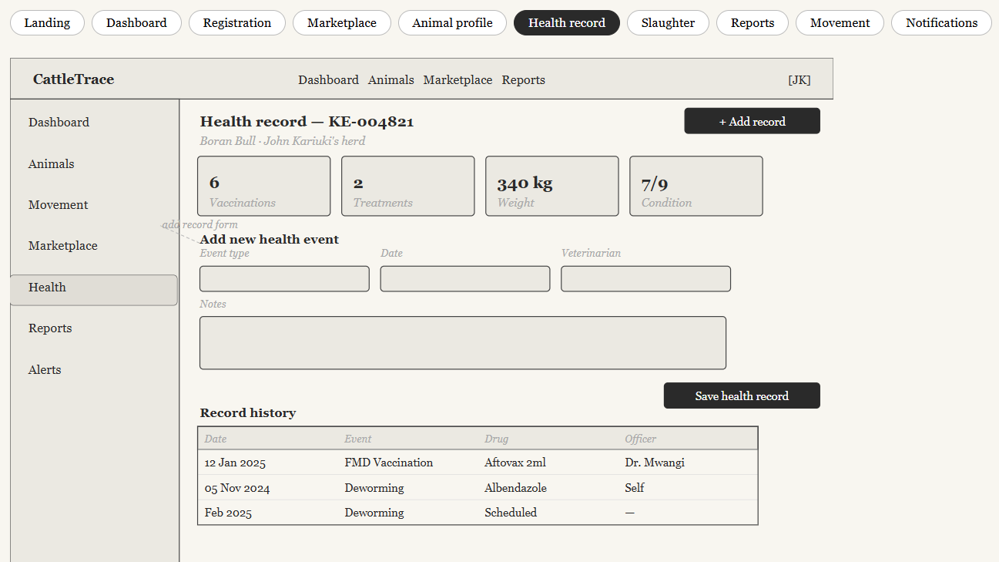 Landing Dashboard Registration Marketplace Animal profile Health record Slaughter Reports Movement Notifications
CattleTrace Dashboard Animals Marketplace Reports [JK]
Dashboard
Animals
Movement
Marketplace
Health
Reports
Alerts
Health record — KE-004821
+ Add record
Boran Bull · John Kariuki's herd
6 2 340 kg 7/9
Vaccinations Treatments Weight Condition
add record form
Add new health event
Event type Date Veterinarian
Notes
Save health record
Record history
Date Event Drug Officer
12 Jan 2025 FMD Vaccination Aftovax 2ml Dr. Mwangi
05 Nov 2024 Deworming Albendazole Self
Feb 2025 Deworming Scheduled —